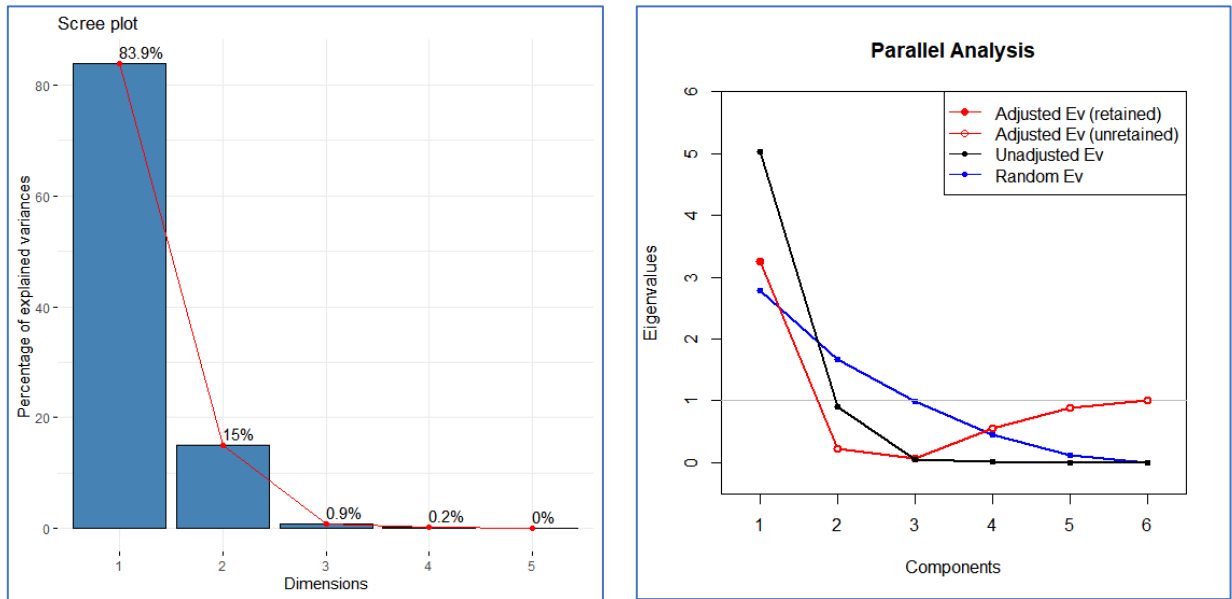 Scree plot
83.9%
15%
0.9%
0.2%
0%
80
60
40
20
0
Percentage of explained variances
1 2 3 4 5
Dimensions
Parallel Analysis
Adjusted Ev (retained)
Adjusted Ev (unretained)
Unadjusted Ev
Random Ev
6
5
4
3
2
1
0
Eigenvalues
1 2 3 4 5 6
Components